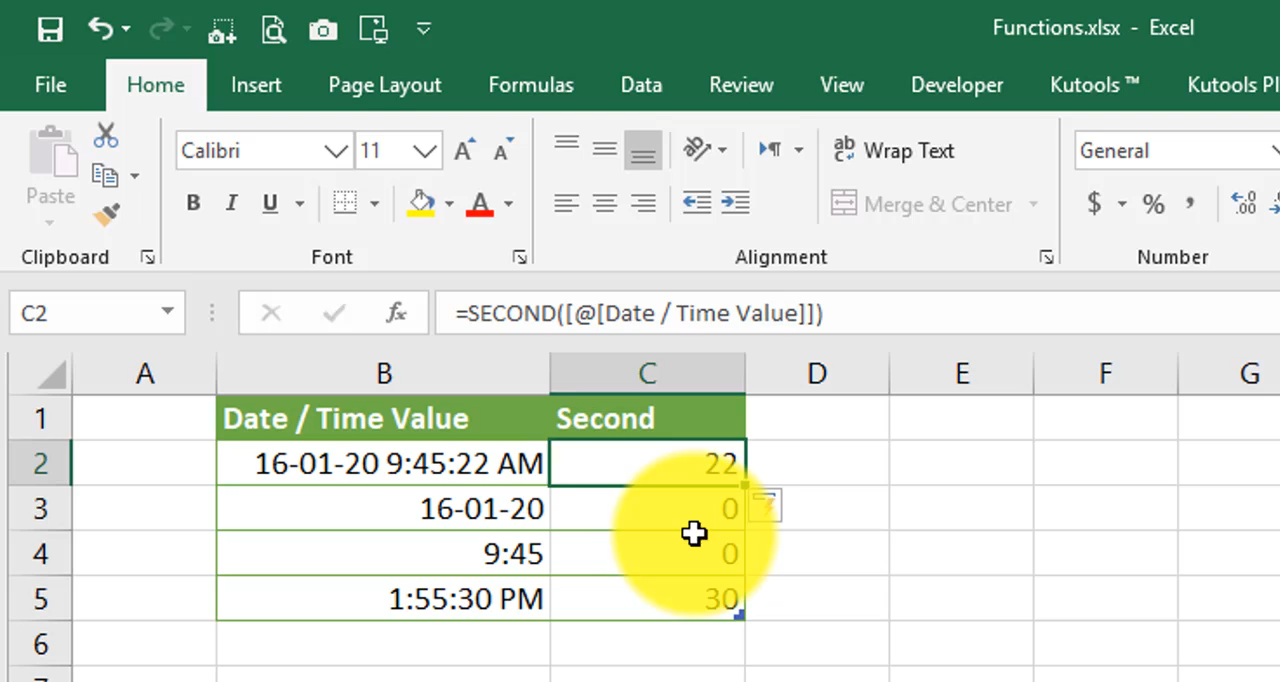 Functions.xlsx - Excel
File Home Insert Page Layout Formulas Data Review View Developer Kutools ™ Kutools Pl
Calibri 11 A A ab Wrap Text General
Paste B I U A Merge & Center $ % , .00
Clipboard Font Alignment Number
C2 fx =SECOND([@[Date / Time Value]])
A B C D E F G
1 Date / Time Value Second
2 16-01-20 9:45:22 AM 22
3 16-01-20 0
4 9:45 0
5 1:55:30 PM 30
6